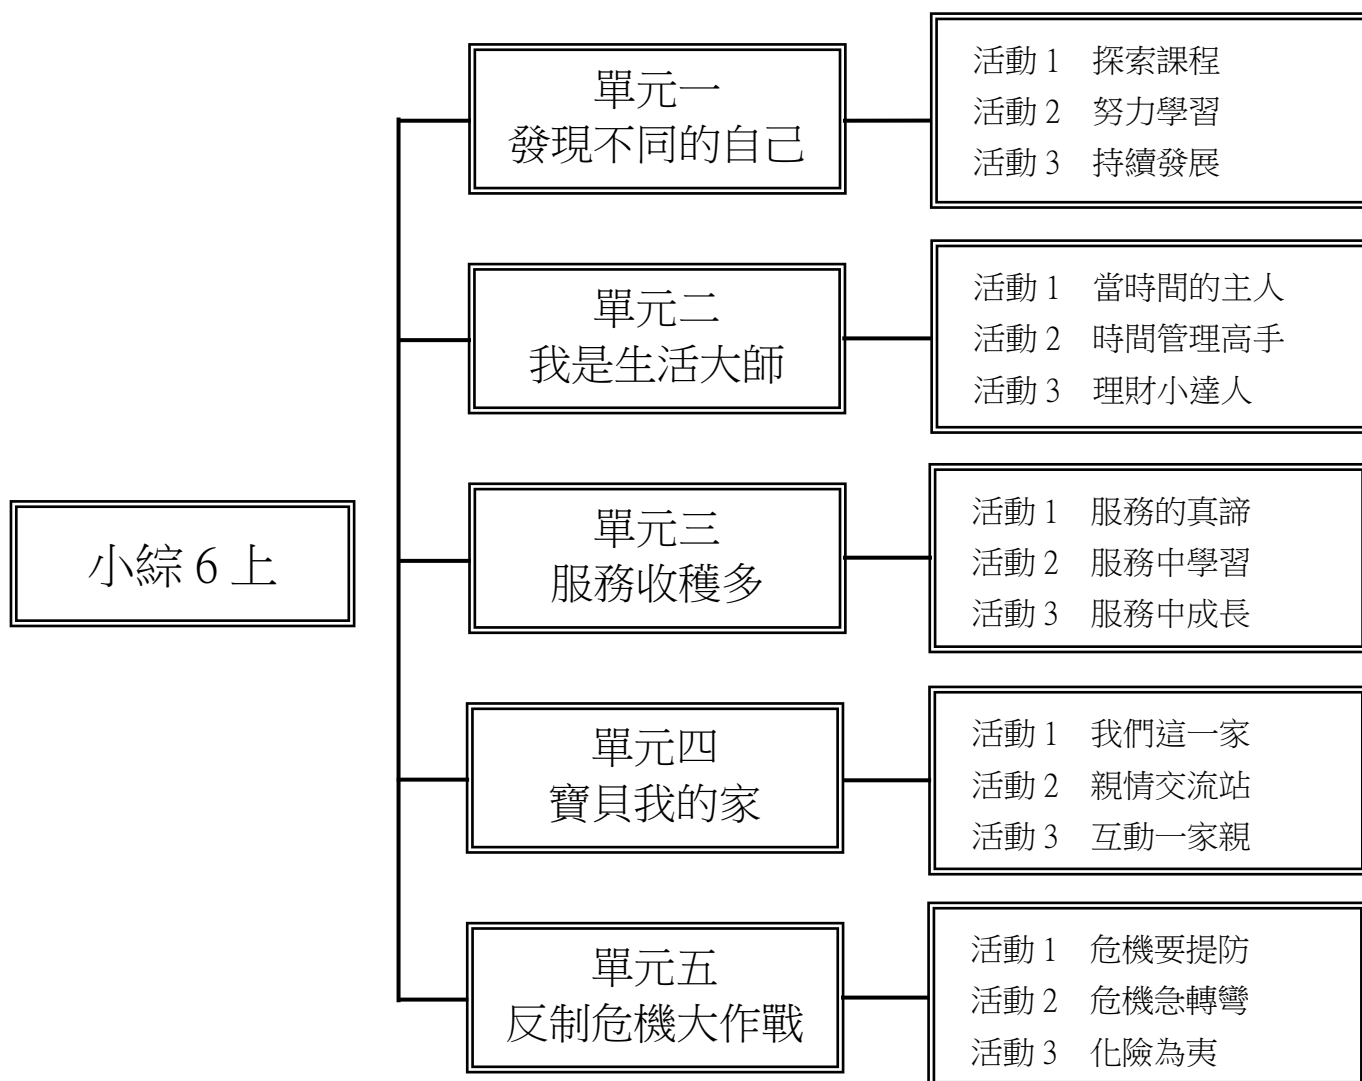 小綜 6 上
單元一
發現不同的自己
活動 1　探索課程
活動 2　努力學習
活動 3　持續發展
單元二
我是生活大師
活動 1　當時間的主人
活動 2　時間管理高手
活動 3　理財小達人
單元三
服務收穫多
活動 1　服務的真諦
活動 2　服務中學習
活動 3　服務中成長
單元四
寶貝我的家
活動 1　我們這一家
活動 2　親情交流站
活動 3　互動一家親
單元五
反制危機大作戰
活動 1　危機要提防
活動 2　危機急轉彎
活動 3　化險為夷